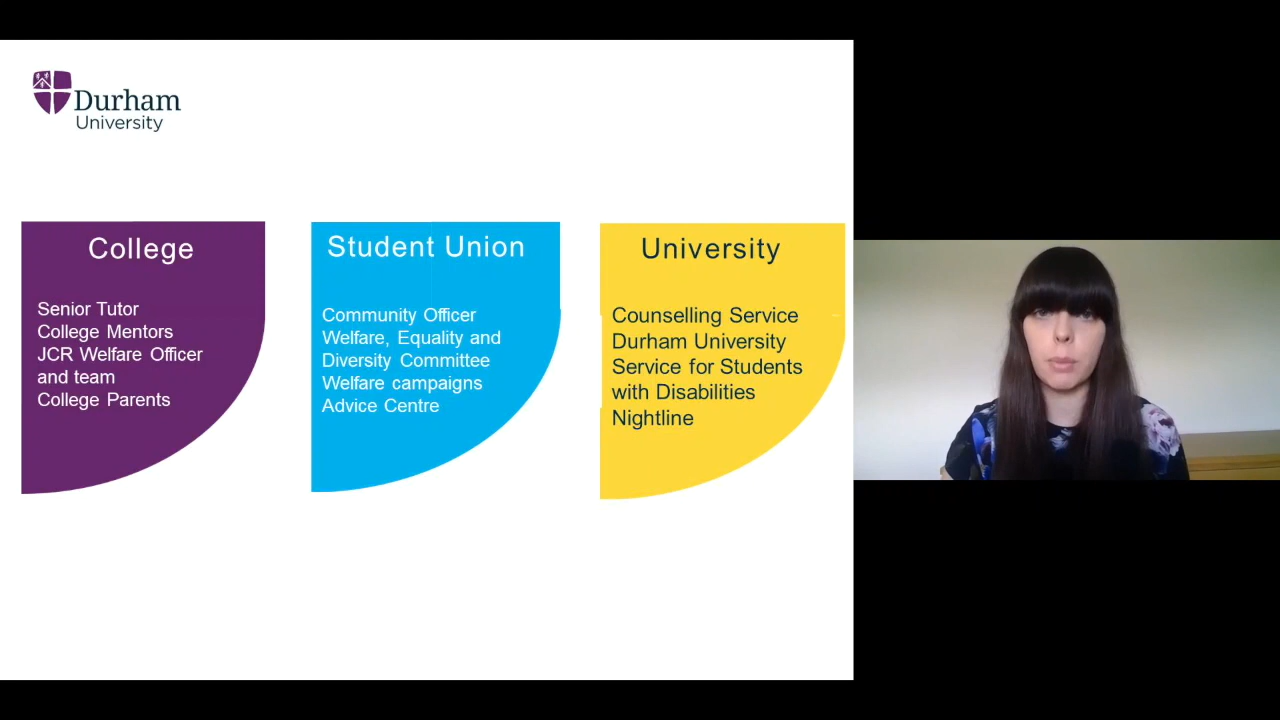 Durham
University
College
Senior Tutor
College Mentors
JCR Welfare Officer
and team
College Parents
Student Union
Community Officer
Welfare, Equality and
Diversity Committee
Welfare campaigns
Advice Centre
University
Counselling Service
Durham University
Service for Students
with Disabilities
Nightline